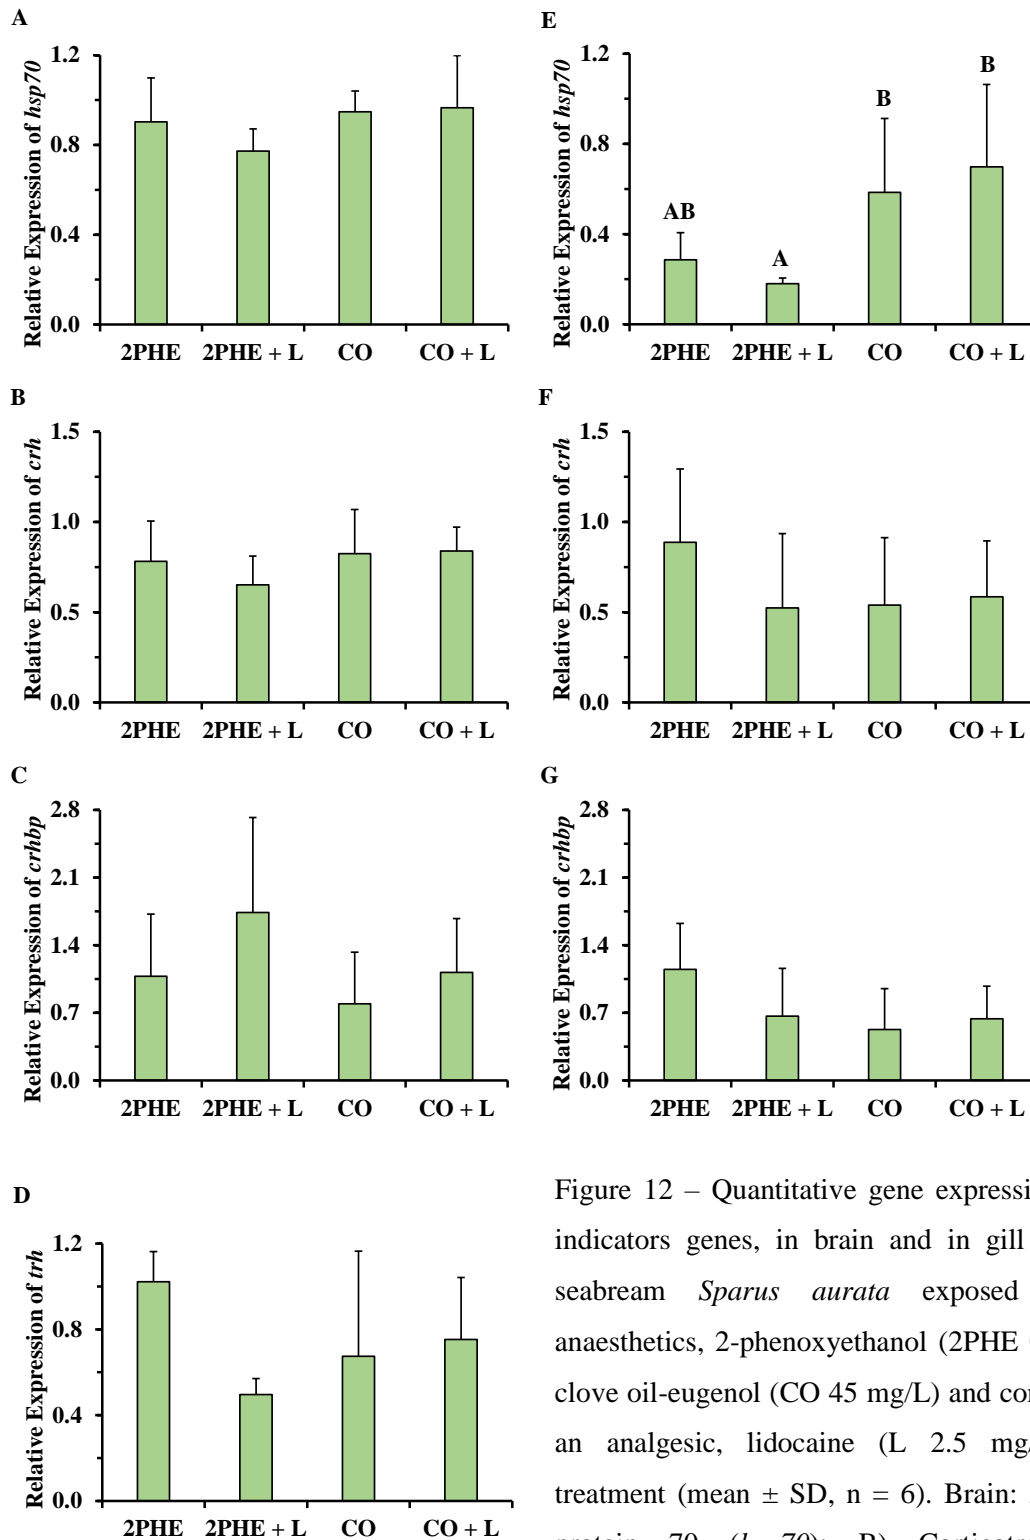 A
Relative Expression of hsp70
1.2
0.8
0.4
0.0
2PHE 2PHE + L CO CO + L
E
Relative Expression of hsp70
1.2
0.8
0.4
0.0
AB
A
B
B
2PHE 2PHE + L CO CO + L
B
Relative Expression of crh
1.5
1.0
0.5
0.0
2PHE 2PHE + L CO CO + L
F
Relative Expression of crh
1.5
1.0
0.5
0.0
2PHE 2PHE + L CO CO + L
C
Relative Expression of crhbp
2.8
2.1
1.4
0.7
0.0
2PHE 2PHE + L CO CO + L
G
Relative Epression of crhbp
2.8
2.1
1.4
0.7
0.0
2PHE 2PHE + L CO CO + L
D
Relative Expression of trh
1.2
0.8
0.4
0.0
2PHE 2PHE + L CO CO + L
Figure 12 – Quantitative gene expressi
indicators genes, in brain and in gill
seabream Sparus aurata exposed
anaesthetics, 2-phenoxyethanol (2PHE
clove oil-eugenol (CO 45 mg/L) and
an analgesic, lidocaine (L 2.5 mg/
treatment (mean ± SD, n = 6). Brain:
protein 70